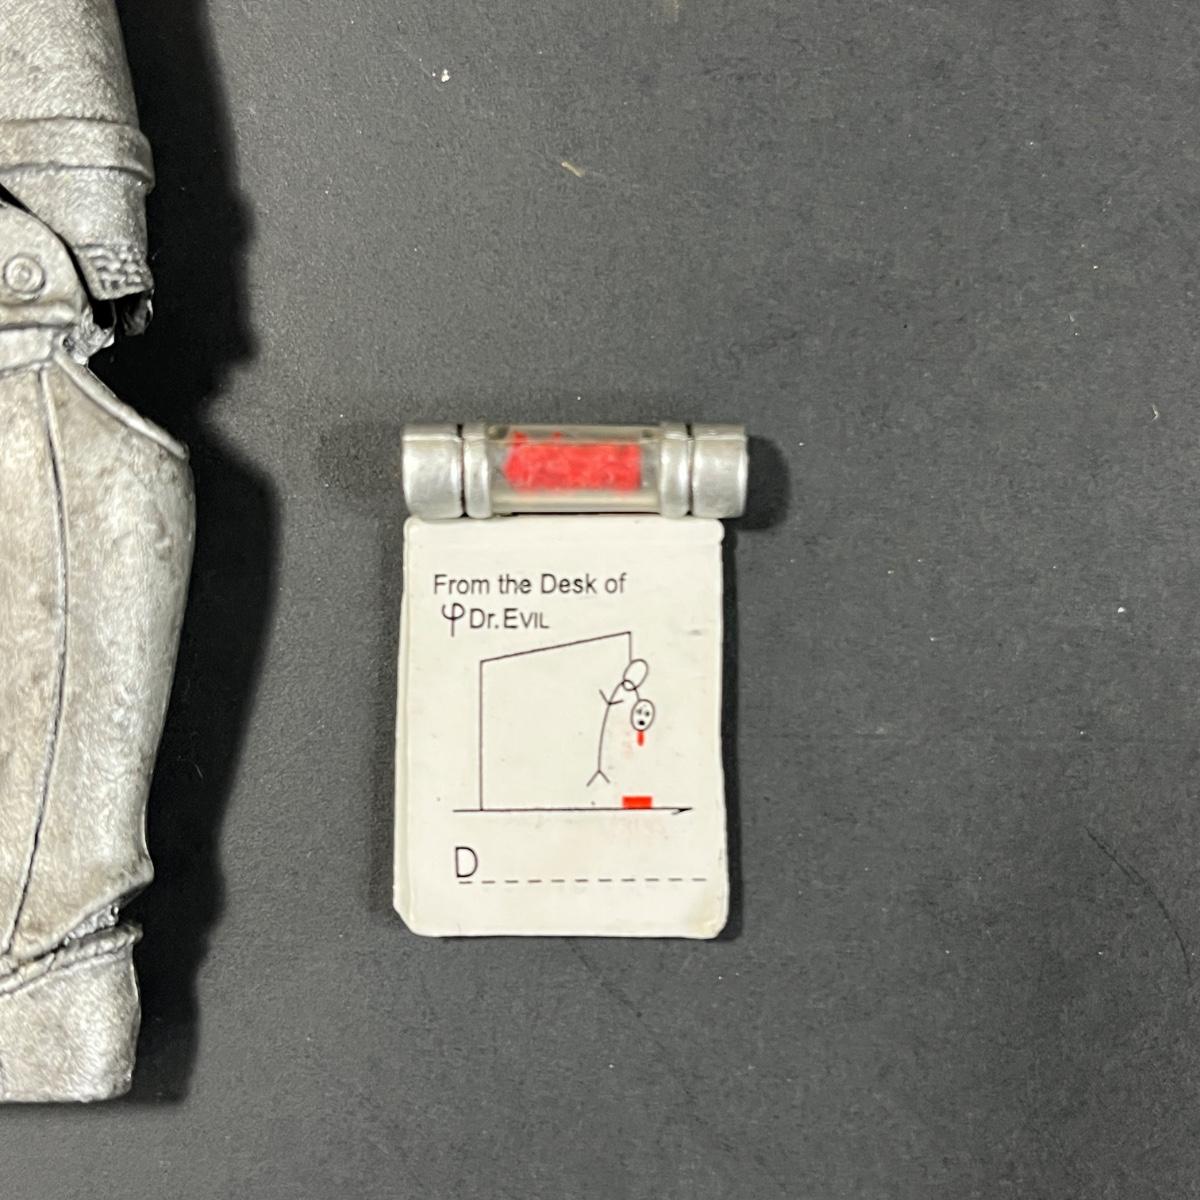 From the Desk of
φ Dr. EVIL
D